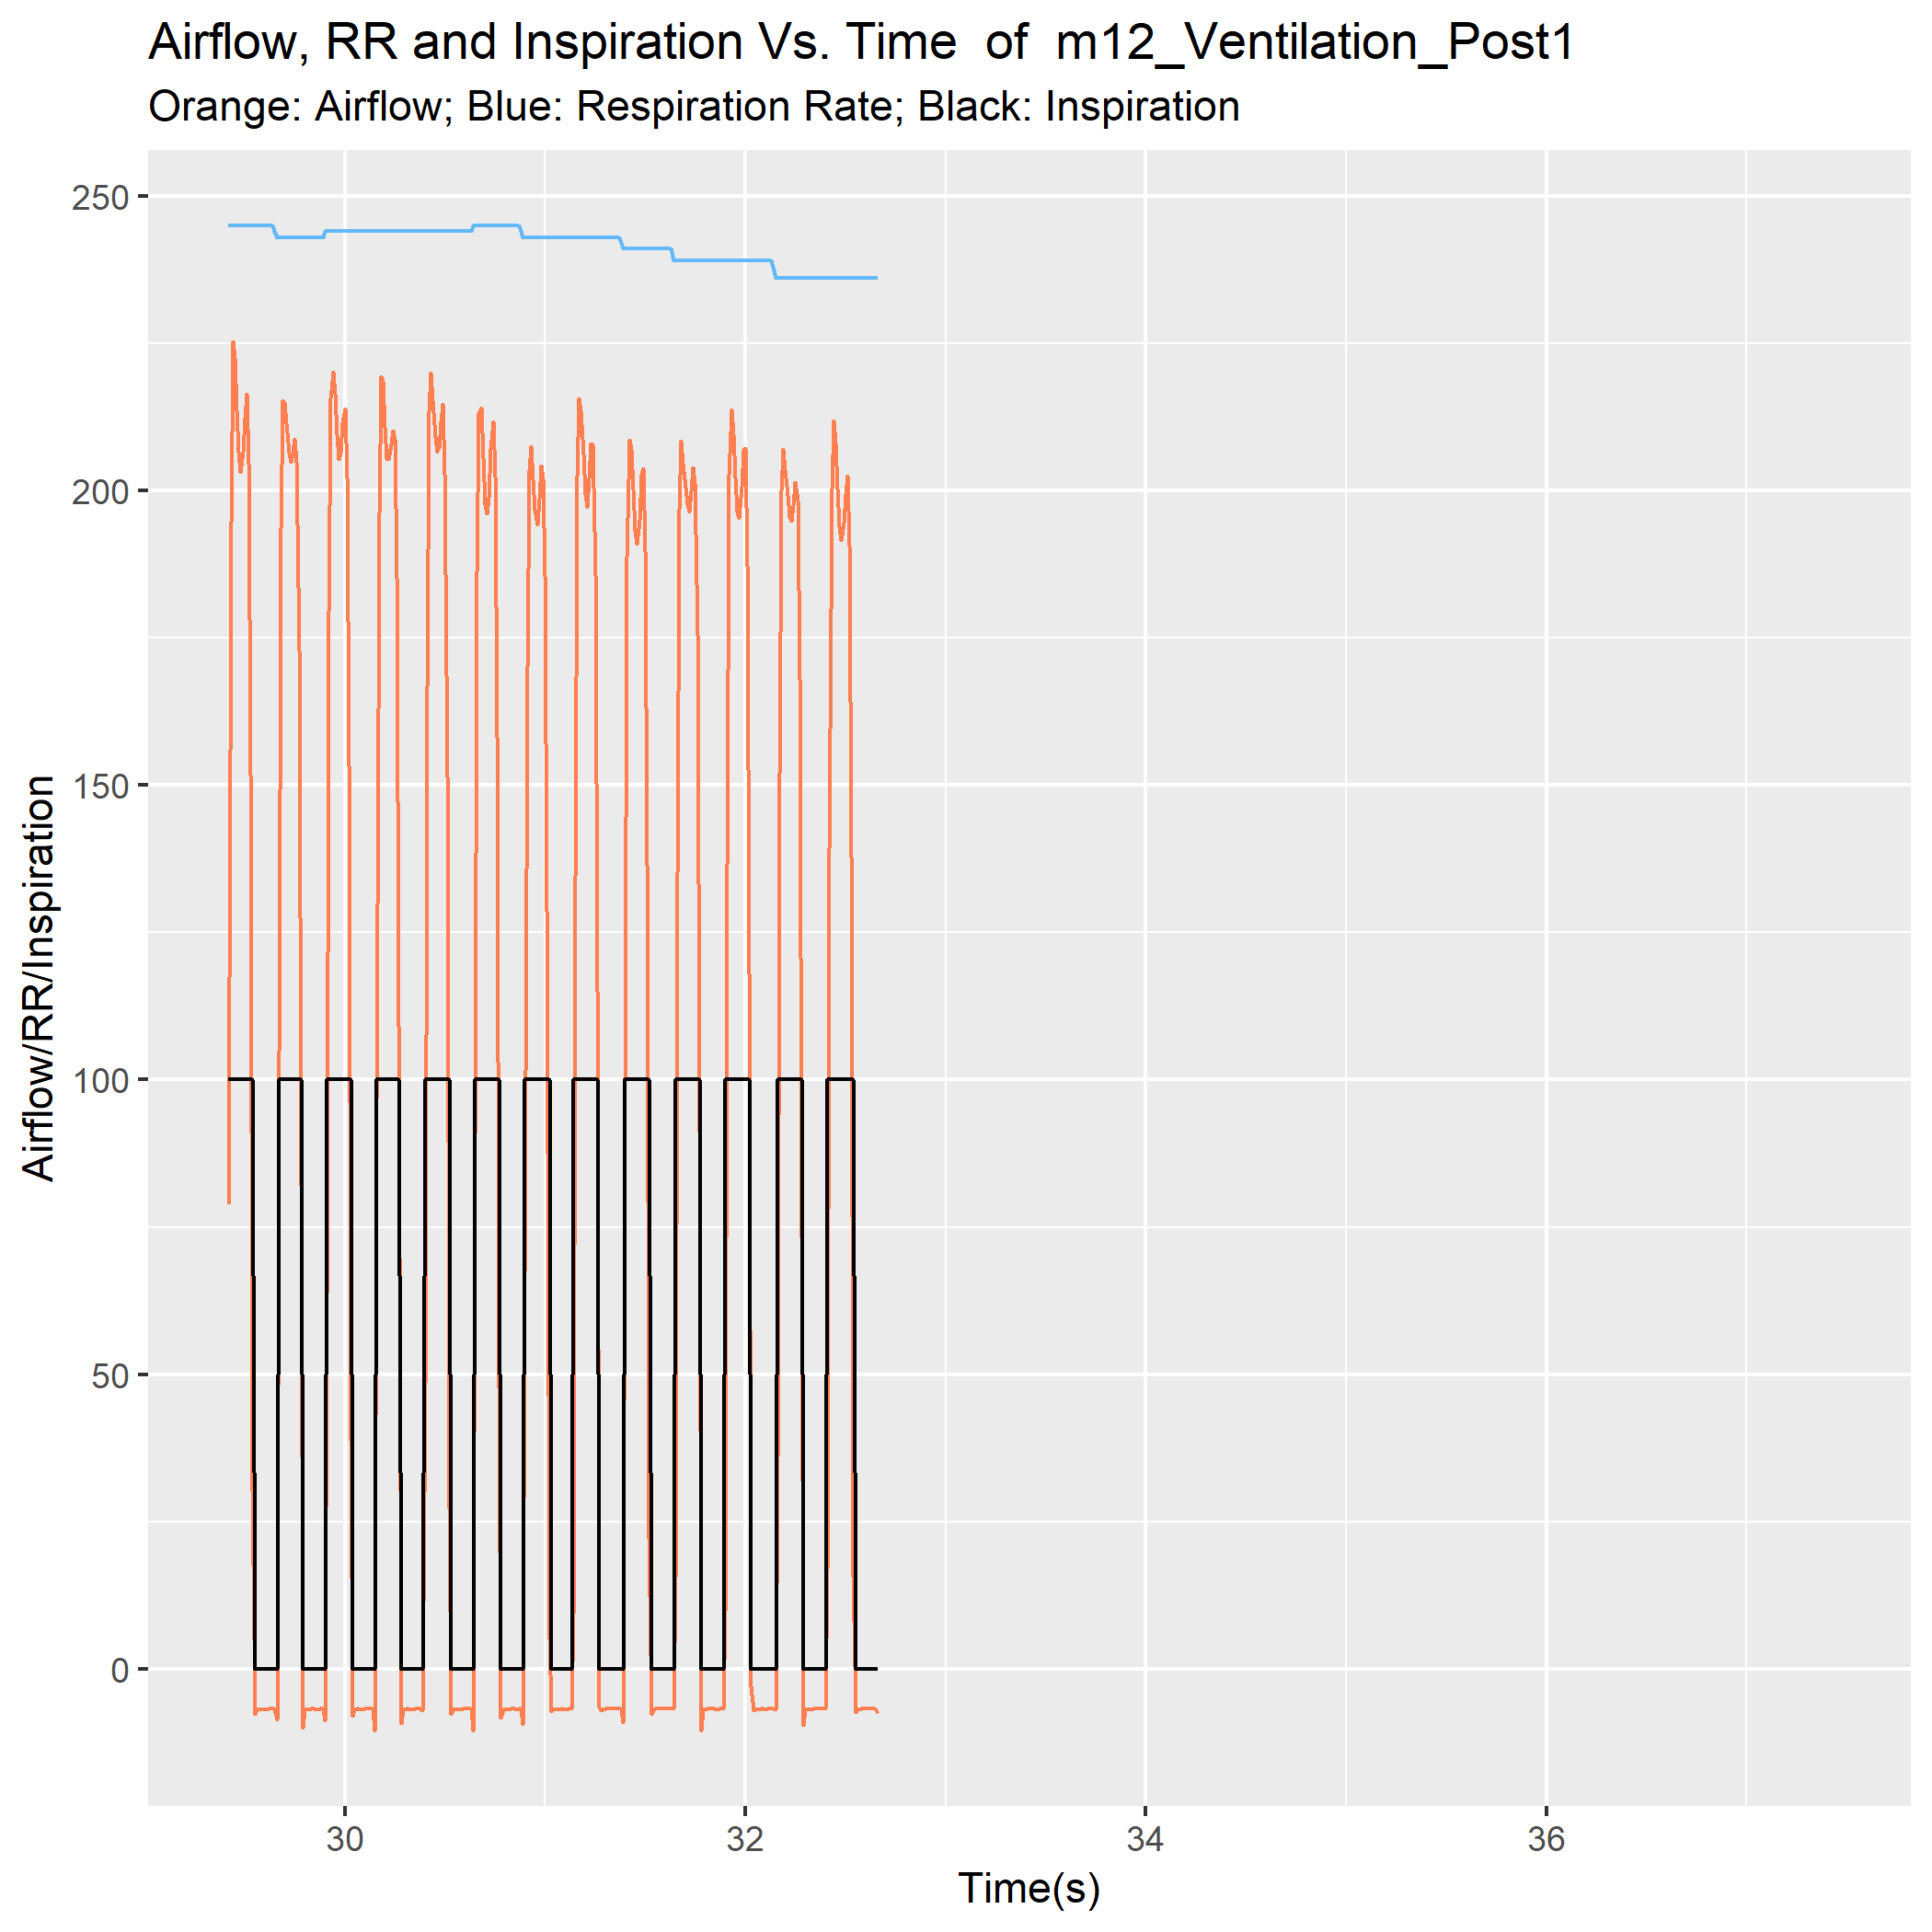 Airflow, RR and Inspiration Vs. Time  of  m12_Ventilation_Post1
Orange: Airflow; Blue: Respiration Rate; Black: Inspiration
250
200
150
100
50
0
Airflow/RR/Inspiration
30 32 34 36
Time(s)